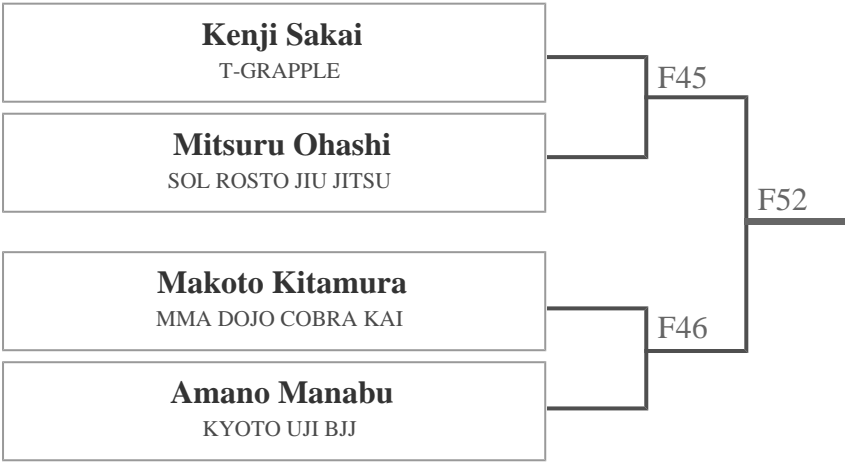 Kenji Sakai
T-GRAPPLE
F45
Mitsuru Ohashi
SOL ROSTO JIU JITSU
F52
Makoto Kitamura
MMA DOJO COBRA KAI
F46
Amano Manabu
KYOTO UJI BJJ